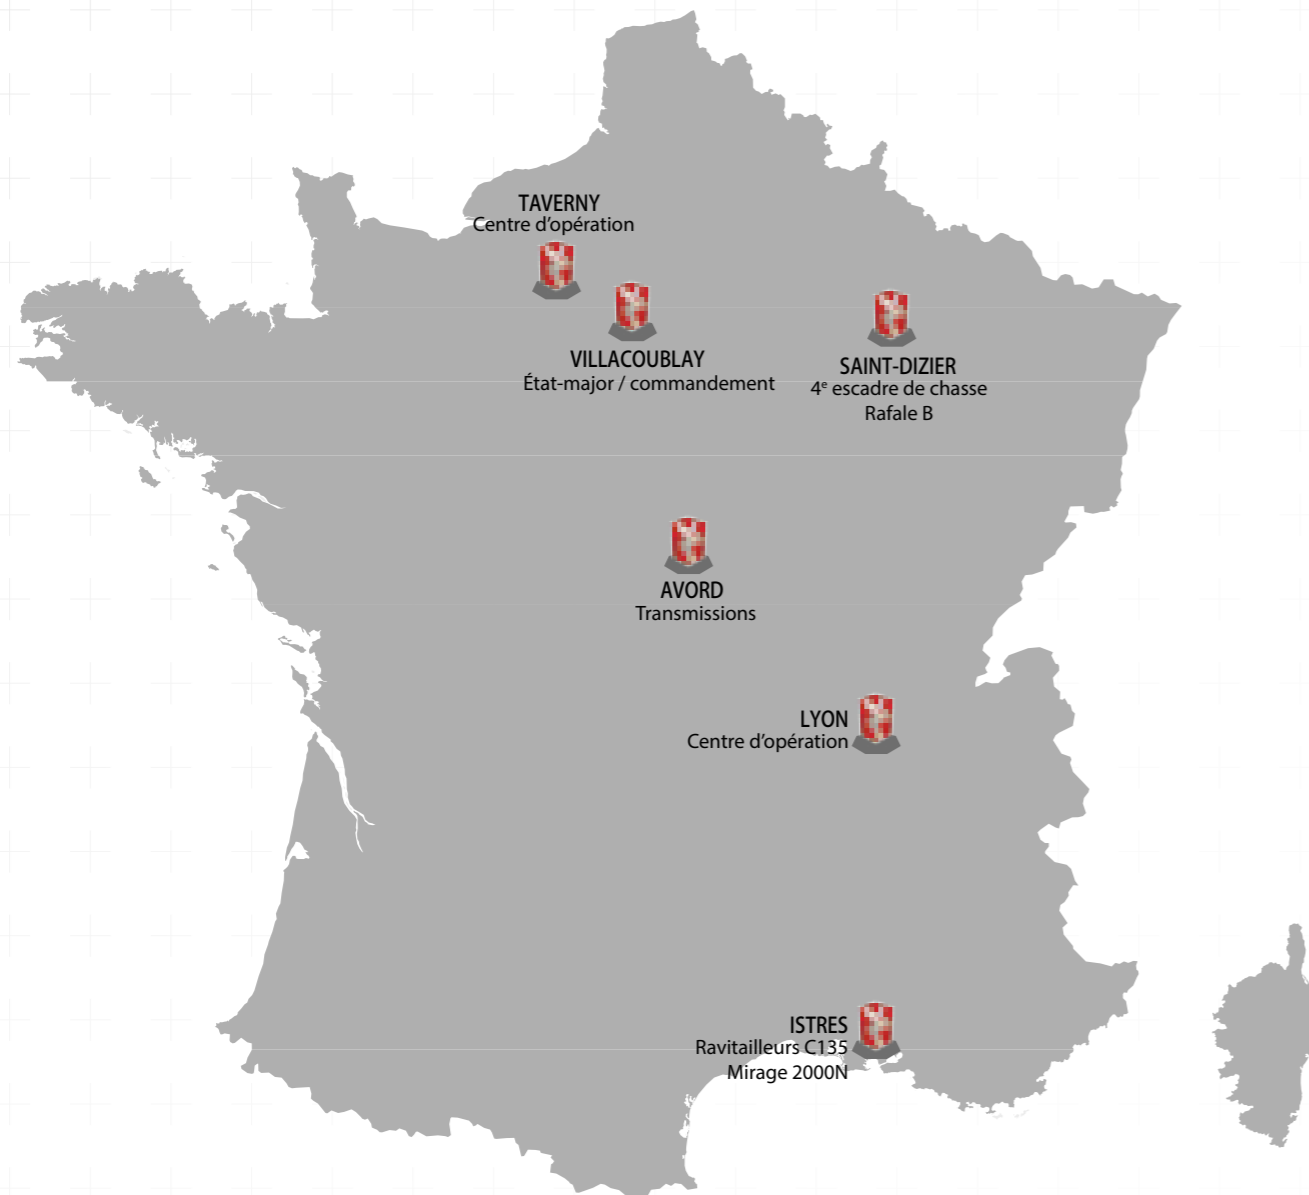 TAVERNY
Centre d'opération
VILLACOUBLAY
État-major / commandement
SAINT-DIZIER
4e escadre de chasse
Rafale B
AVORD
Transmissions
LYON
Centre d'opération
ISTRES
Ravitailleurs C135
Mirage 2000N